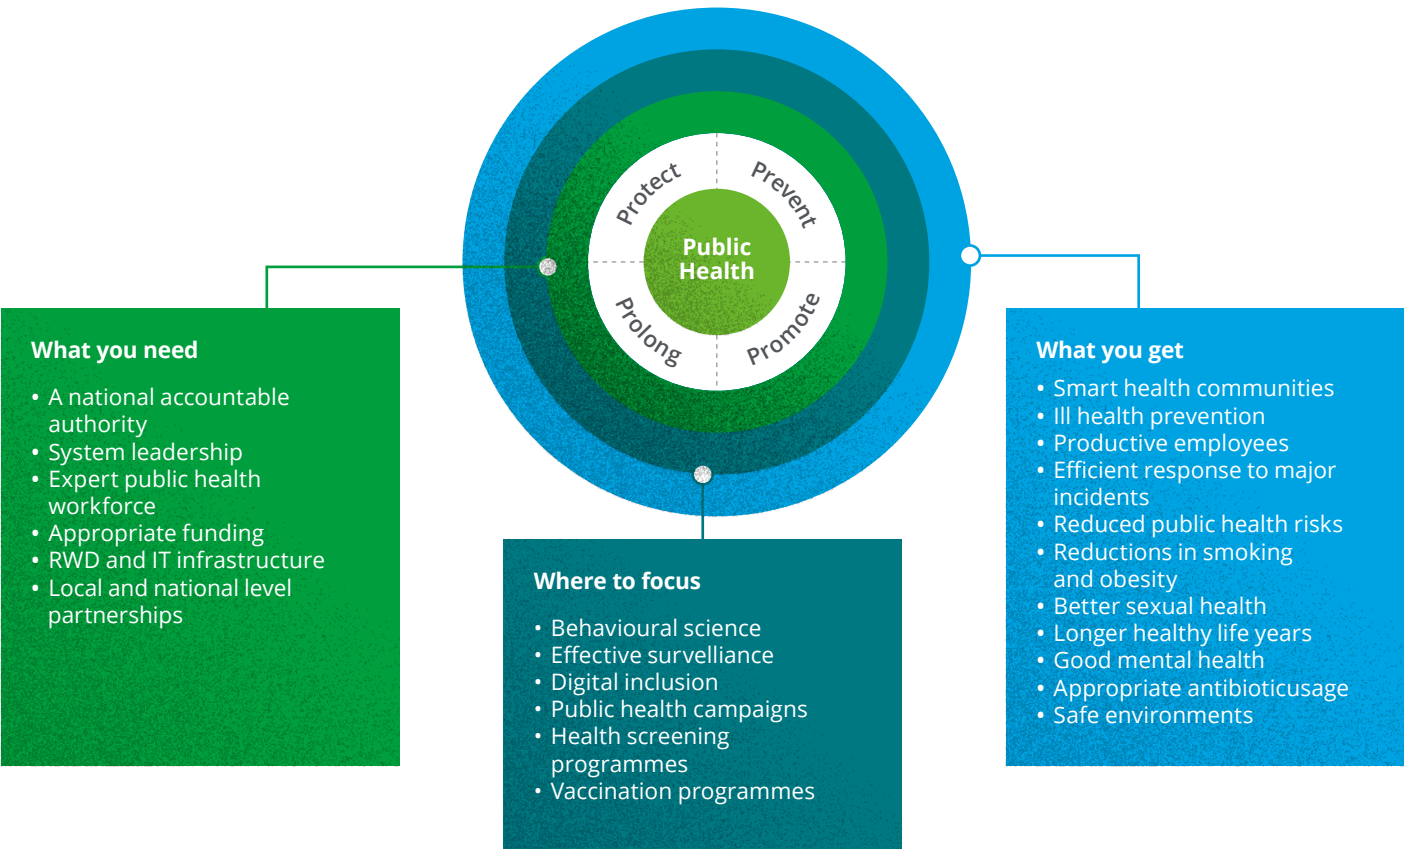 Protect
Prevent
Public
Health
Prolong
Promote
What you need
• A national accountable
authority
• System leadership
• Expert public health
workforce
• Appropriate funding
• RWD and IT infrastructure
• Local and national level
partnerships
Where to focus
• Behavioural science
• Effective survelliance
• Digital inclusion
• Public health campaigns
• Health screening
programmes
• Vaccination programmes
What you get
• Smart health communities
• Ill health prevention
• Productive employees
• Efficient response to major
incidents
• Reduced public health risks
• Reductions in smoking
and obesity
• Better sexual health
• Longer healthy life years
• Good mental health
• Appropriate antibioticusage
• Safe environments